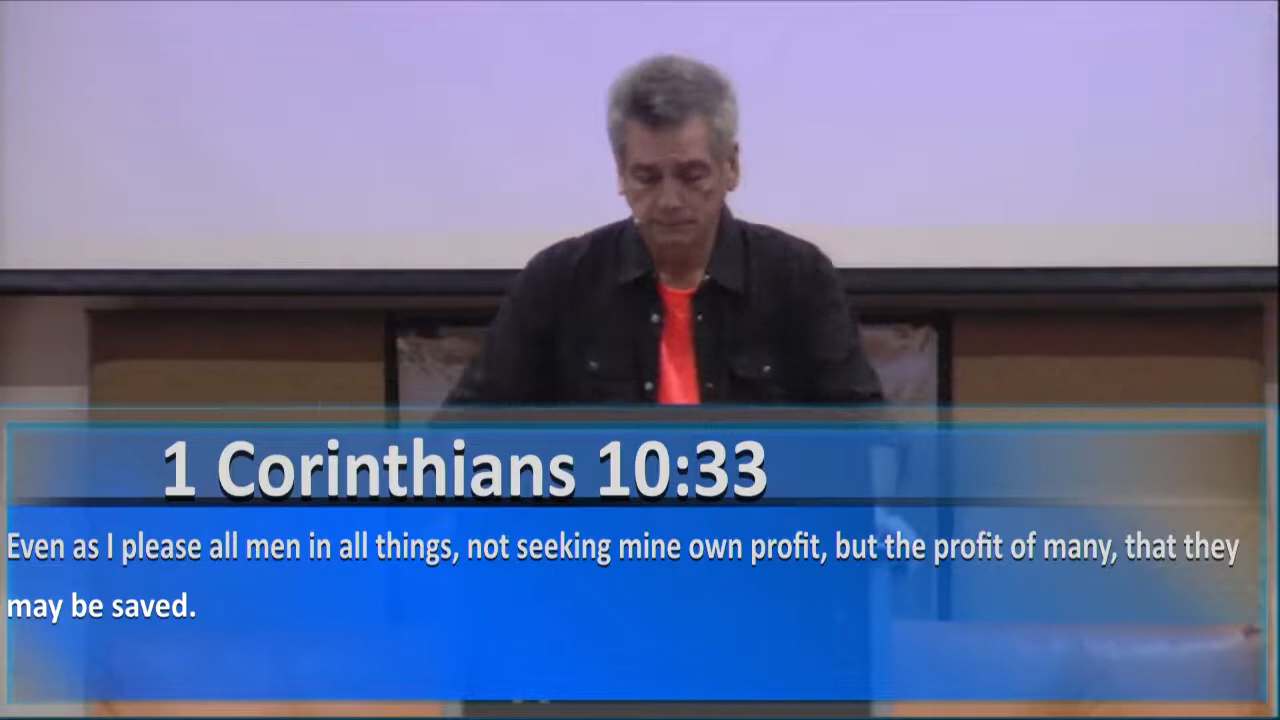 1 Corinthians 10:33
Even as I please all men in all things, not seeking mine own profit, but the profit of many, that they
may be saved.